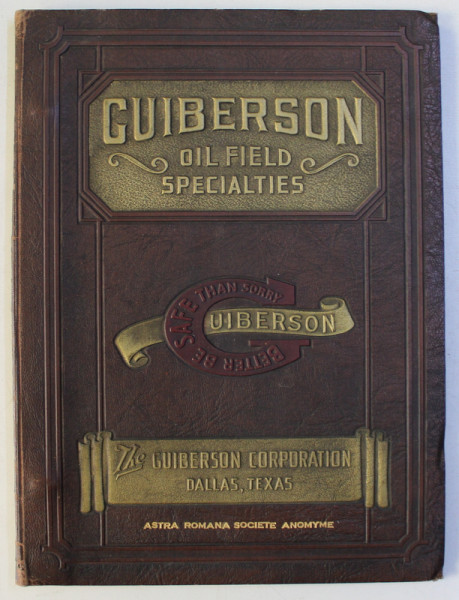 GUIBERSON
OIL FIELD
SPECIALTIES
BETTER BE SAFE THAN SORRY
GUIBERSON
The GUIBERSON CORPORATION
DALLAS, TEXAS
ASTRA ROMANA SOCIETE ANOMYME